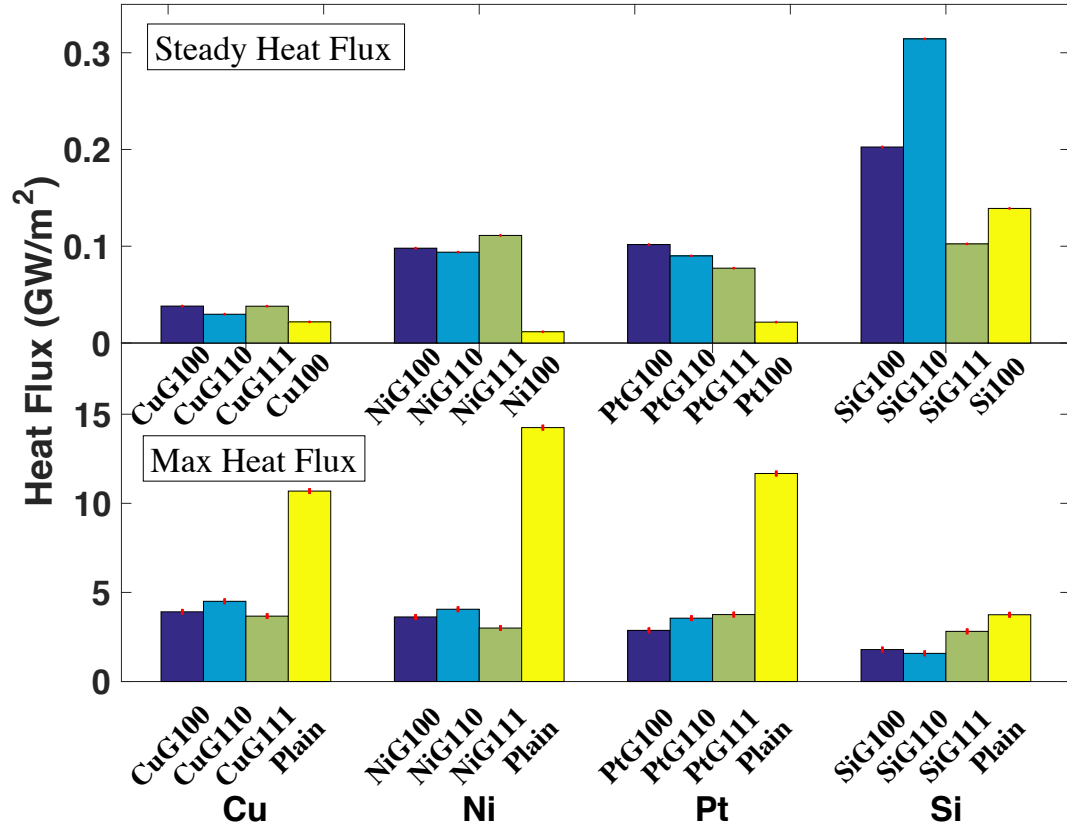 Heat Flux (GW/m²)
Steady Heat Flux
0.3
0.2
0.1
0
CuG100 CuG110 CuG111 Cu100 NiG100 NiG110 NiG111 Ni100 PtG100 PtG110 PtG111 Pt100 SiG100 SiG110 SiG111 Si100
Max Heat Flux
15
10
5
0
CuG100 CuG110 CuG111 Plain NiG100 NiG110 NiG111 Plain PtG100 PtG110 PtG111 Plain SiG100 SiG110 SiG111 Plain
Cu Ni Pt Si